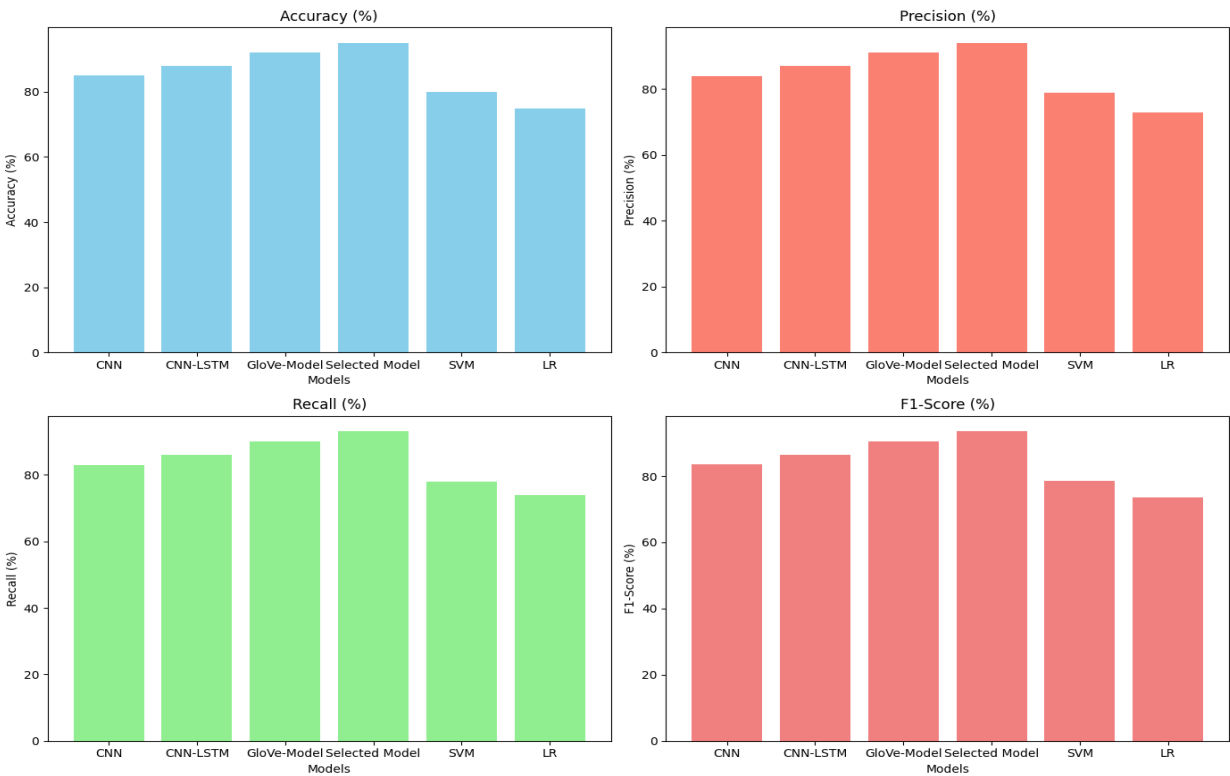 Accuracy (%)
Accuracy (%)
80
60
40
20
0
CNN CNN-LSTM GloVe-Model Selected Model SVM LR
Models
Precision (%)
Precision (%)
80
60
40
20
0
CNN CNN-LSTM GloVe-Model Selected Model SVM LR
Models
Recall (%)
Recall (%)
80
60
40
20
0
CNN CNN-LSTM GloVe-Model Selected Model SVM LR
Models
F1-Score (%)
F1-Score (%)
80
60
40
20
0
CNN CNN-LSTM GloVe-Model Selected Model SVM LR
Models